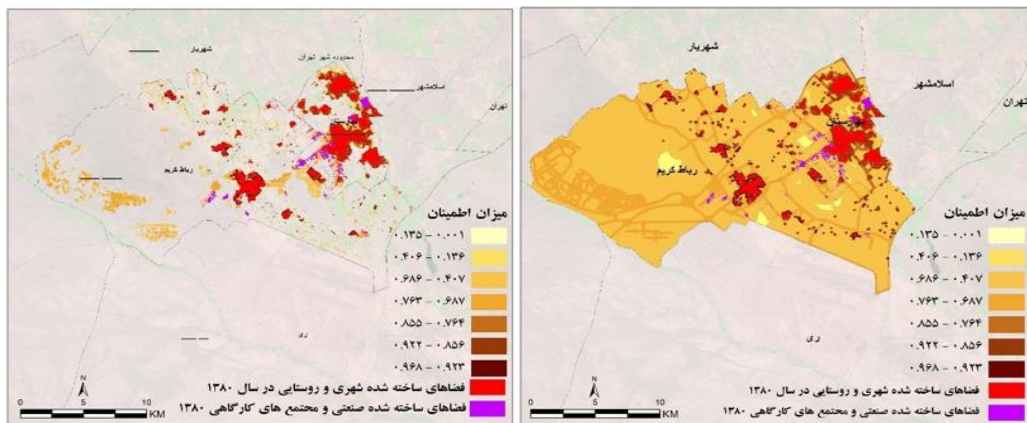 شهریار
محدوده شهر تهران
اسلامشهر
تهران
رباط کریم
ری
میزان اطمینان
۰.۱۳۵ – ۰.۰۰۱
۰.۴۰۶ – ۰.۱۳۶
۰.۶۸۶ – ۰.۴۰۷
۰.۷۶۳ – ۰.۶۸۷
۰.۸۵۵ – ۰.۷۶۴
۰.۹۲۲ – ۰.۸۵۶
۰.۹۶۸ – ۰.۹۲۳
فضاهای ساخته شده شهری و روستایی در سال ۱۳۸۰
فضاهای ساخته شده صنعتی و مجتمع های کارگاهی ۱۳۸۰
N
0 5 10
KM
شهریار
اسلامشهر
تهران
بهارستان
رباط کریم
ری
میزان اطمینان
۰.۱۳۵ – ۰.۰۰۱
۰.۴۰۶ – ۰.۱۳۶
۰.۶۸۶ – ۰.۴۰۷
۰.۷۶۳ – ۰.۶۸۷
۰.۸۵۵ – ۰.۷۶۴
۰.۹۲۲ – ۰.۸۵۶
۰.۹۶۸ – ۰.۹۲۳
فضاهای ساخته شده شهری و روستایی در سال ۱۳۸۰
فضاهای ساخته شده صنعتی و مجتمع های کارگاهی ۱۳۸۰
N
0 5 10
KM